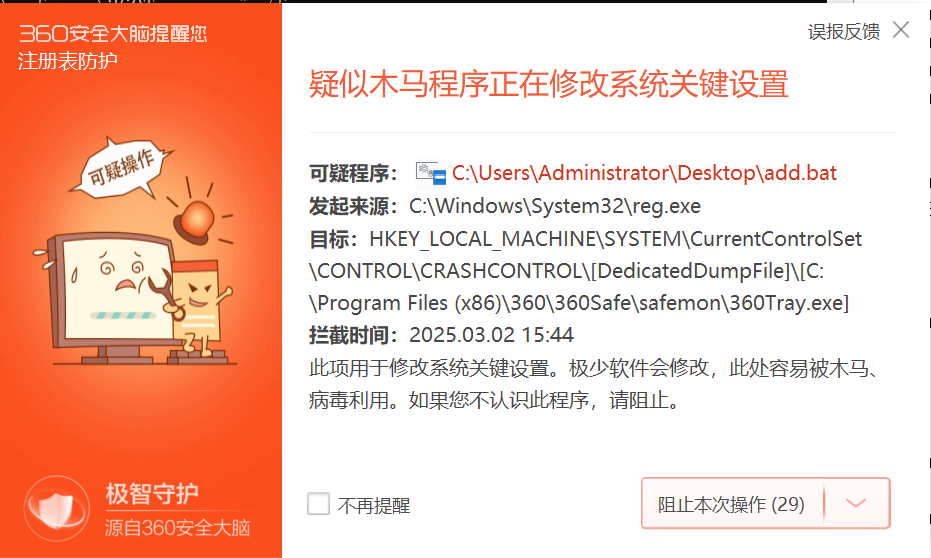 360安全大脑提醒您
注册表防护
误报反馈
疑似木马程序正在修改系统关键设置
可疑操作
可疑程序： C:\Users\Administrator\Desktop\add.bat
发起来源：C:\Windows\System32\reg.exe
目标：HKEY_LOCAL_MACHINE\SYSTEM\CurrentControlSet
\CONTROL\CRASHCONTROL\[DedicatedDumpFile]\[C:
\Program Files (x86)\360\360Safe\safemon\360Tray.exe]
拦截时间：2025.03.02 15:44
此项用于修改系统关键设置。极少软件会修改，此处容易被木马、
病毒利用。如果您不认识此程序，请阻止。
极智守护
源自360安全大脑
不再提醒
阻止本次操作 (29)